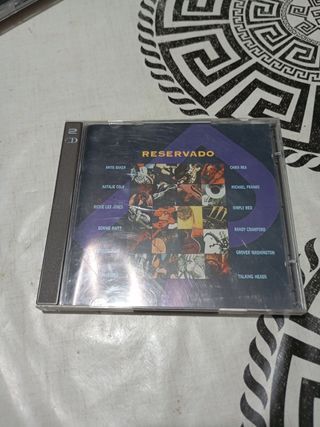 2
CD
RESERVADO
ANITA BAKER
CHRIS REA
NATALIE COLE
MICHAEL FRANKS
RICKIE LEE JONES
SIMPLY RED
BONNIE RAITT
RANDY CRAWFORD
GROVER WASHINGTON
TALKING HEADS